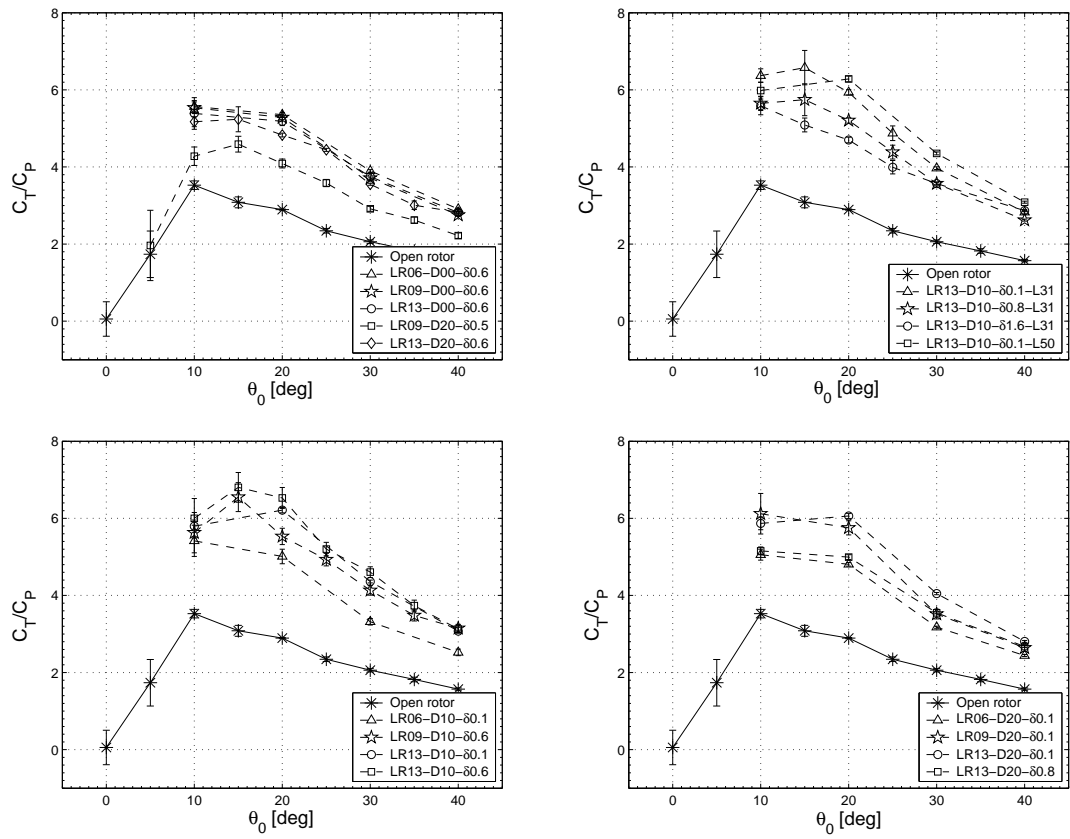 8
6
4
2
0
C_T/C_P
0 10 20 30 40
θ_0 [deg]
Open rotor
LR06−D00−δ0.6
LR09−D00−δ0.6
LR13−D00−δ0.6
LR09−D20−δ0.5
LR13−D20−δ0.6
8
6
4
2
0
C_T/C_P
0 10 20 30 40
θ_0 [deg]
Open rotor
LR13−D10−δ0.1−L31
LR13−D10−δ0.8−L31
LR13−D10−δ1.6−L31
LR13−D10−δ0.1−L50
8
6
4
2
0
C_T/C_P
0 10 20 30 40
θ_0 [deg]
Open rotor
LR06−D10−δ0.1
LR09−D10−δ0.6
LR13−D10−δ0.1
LR13−D10−δ0.6
8
6
4
2
0
C_T/C_P
0 10 20 30 40
θ_0 [deg]
Open rotor
LR06−D20−δ0.1
LR09−D20−δ0.1
LR13−D20−δ0.1
LR13−D20−δ0.8